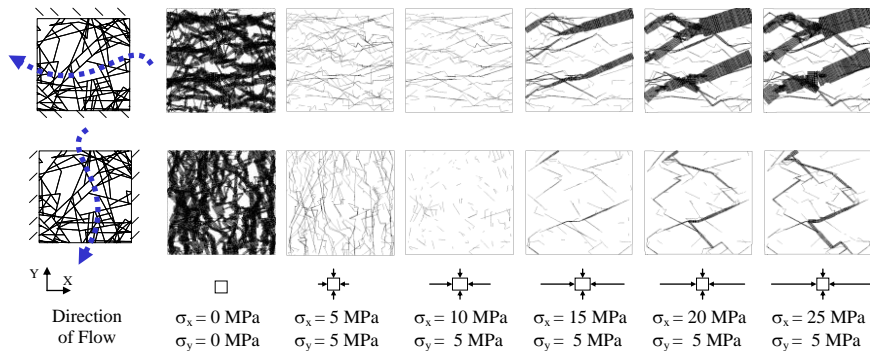 Y
X
Direction
of Flow
σx = 0 MPa
σy = 0 MPa
σx = 5 MPa
σy = 5 MPa
σx = 10 MPa
σy = 5 MPa
σx = 15 MPa
σy = 5 MPa
σx = 20 MPa
σy = 5 MPa
σx = 25 MPa
σy = 5 MPa